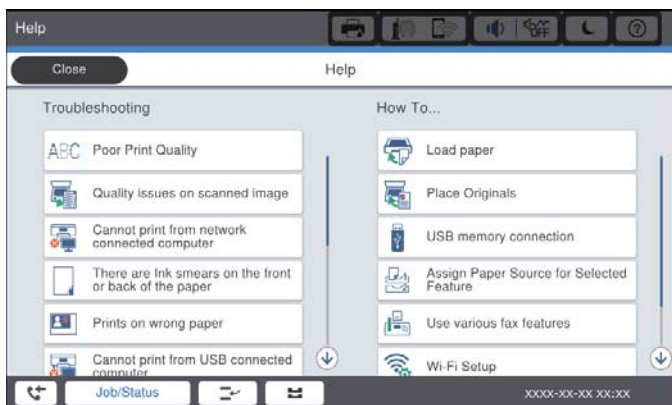 Help
OFF
Close
Help
Troubleshooting
ABC Poor Print Quality
Quality issues on scanned image
Cannot print from network
connected computer
There are Ink smears on the front
or back of the paper
Prints on wrong paper
Cannot print from USB connected
computer
How To...
Load paper
Place Originals
USB memory connection
Assign Paper Source for Selected
Feature
Use various fax features
Wi-Fi Setup
Job/Status
XXXX-XX-XX XX:XX